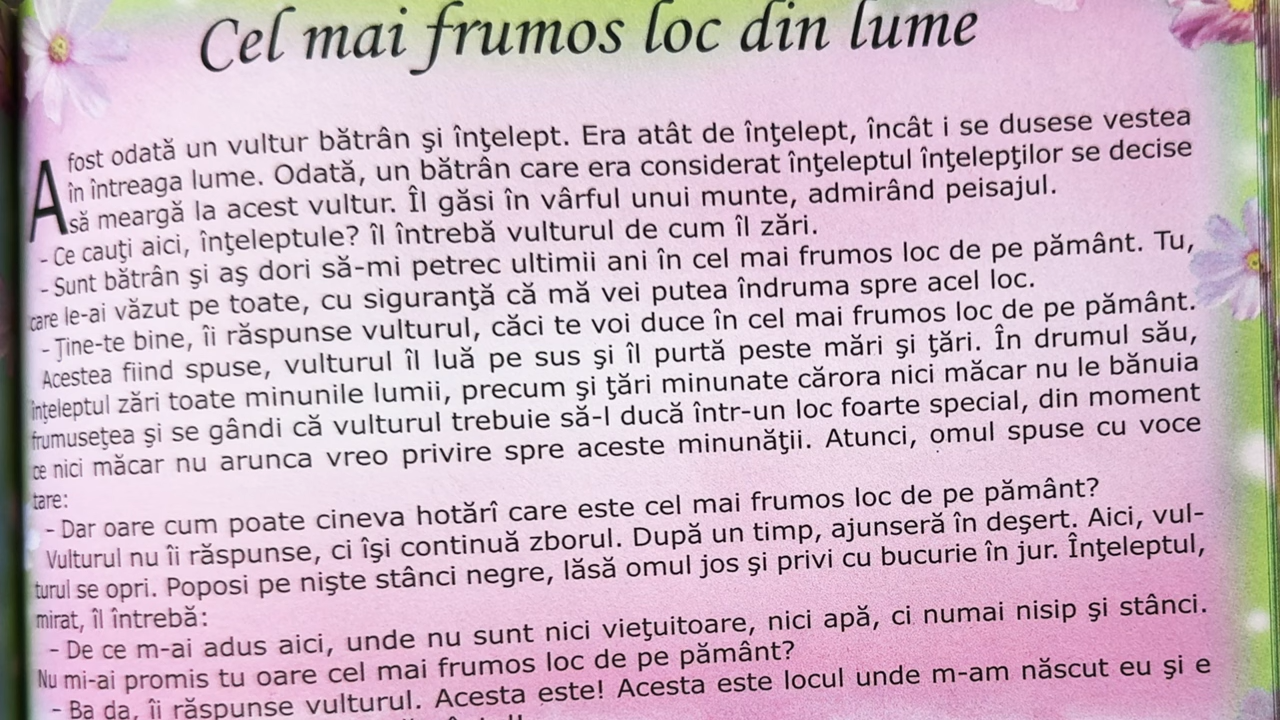 Cel mai frumos loc din lume
A fost odată un vultur bătrân şi înţelept. Era atât de înţelept, încât i se dusese vestea
în întreaga lume. Odată, un bătrân care era considerat înţeleptul înţelepţilor se decise
să meargă la acest vultur. Îl găsi în vârful unui munte, admirând peisajul.
- Ce cauţi aici, înţeleptule? îl întrebă vulturul de cum îl zări.
- Sunt bătrân şi aş dori să-mi petrec ultimii ani în cel mai frumos loc de pe pământ. Tu,
care le-ai văzut pe toate, cu siguranţă că mă vei putea îndruma spre acel loc.
- Ţine-te bine, îi răspunse vulturul, căci te voi duce în cel mai frumos loc de pe pământ.
Acestea fiind spuse, vulturul îl luă pe sus şi îl purtă peste mări şi ţări. În drumul său,
înţeleptul zări toate minunile lumii, precum şi ţări minunate cărora nici măcar nu le bănuia
frumuseţea şi se gândi că vulturul trebuie să-l ducă într-un loc foarte special, din moment
ce nici măcar nu arunca vreo privire spre aceste minunăţii. Atunci, omul spuse cu voce
tare:
- Dar oare cum poate cineva hotărî care este cel mai frumos loc de pe pământ?
Vulturul nu îi răspunse, ci îşi continuă zborul. După un timp, ajunseră în deşert. Aici, vul-
turul se opri. Poposi pe nişte stânci negre, lăsă omul jos şi privi cu bucurie în jur. Înţeleptul,
mirat, îl întrebă:
- De ce m-ai adus aici, unde nu sunt nici vieţuitoare, nici apă, ci numai nisip şi stânci.
Nu mi-ai promis tu oare cel mai frumos loc de pe pământ?
- Ba da, îi răspunse vulturul. Acesta este! Acesta este locul unde m-am născut eu şi e